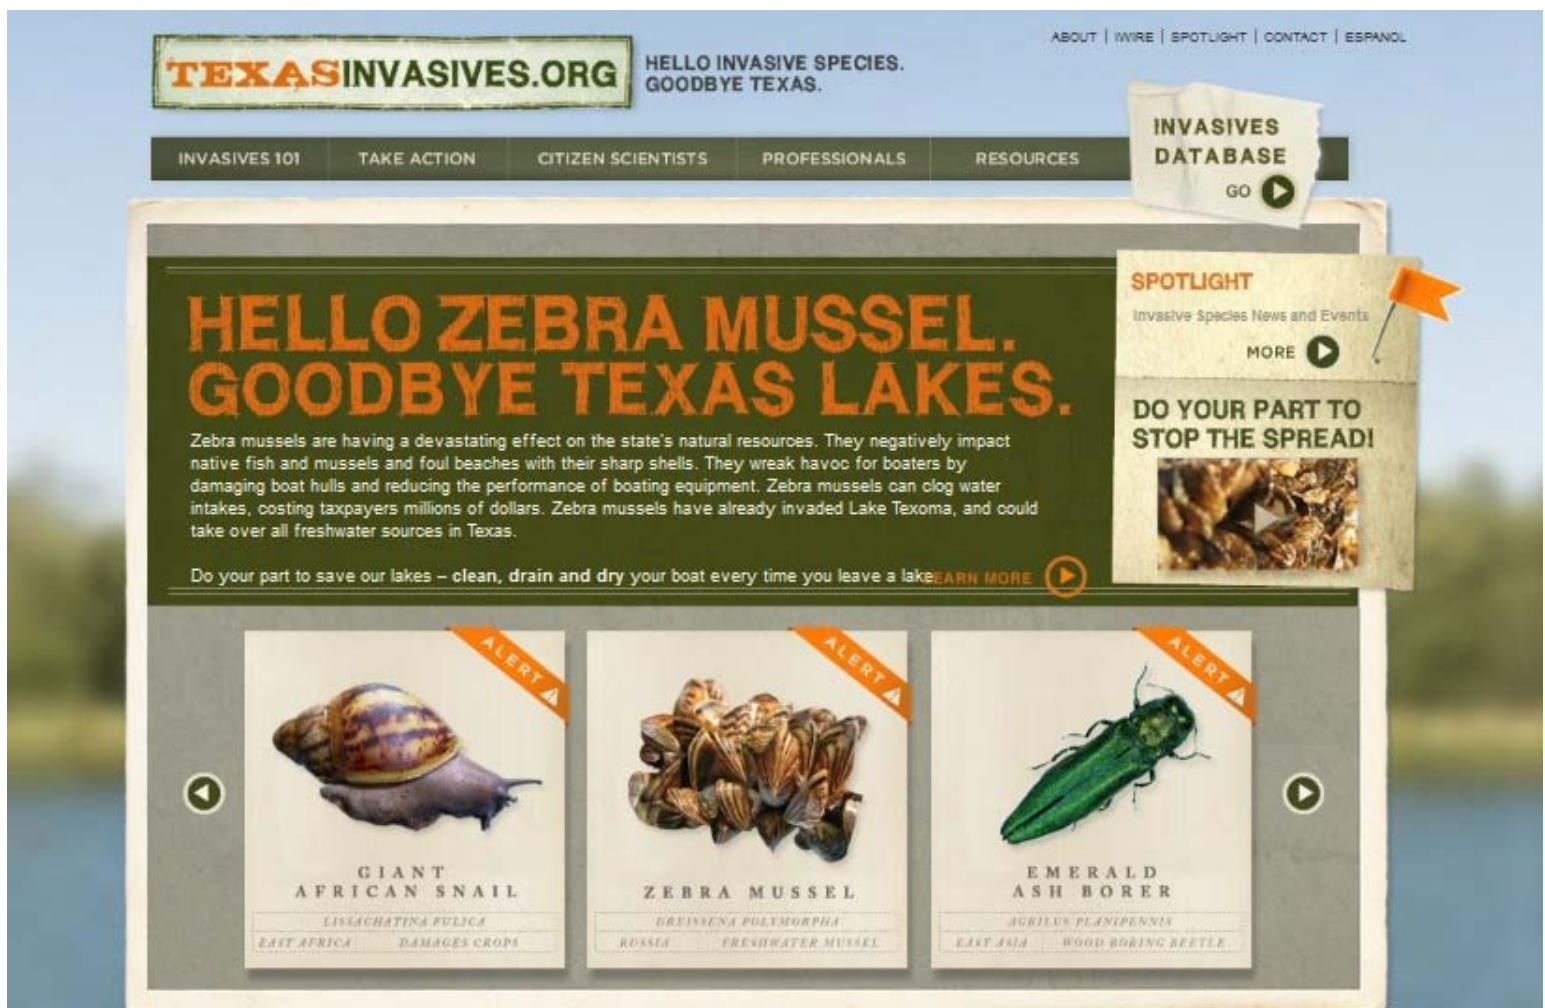 ABOUT | IWIRE | SPOTLIGHT | CONTACT | ESPANOL
TEXASINVASIVES.ORG
HELLO INVASIVE SPECIES.
GOODBYE TEXAS.
INVASIVES 101
TAKE ACTION
CITIZEN SCIENTISTS
PROFESSIONALS
RESOURCES
INVASIVES
DATABASE
GO
HELLO ZEBRA MUSSEL.
GOODBYE TEXAS LAKES.
Zebra mussels are having a devastating effect on the state's natural resources. They negatively impact
native fish and mussels and foul beaches with their sharp shells. They wreak havoc for boaters by
damaging boat hulls and reducing the performance of boating equipment. Zebra mussels can clog water
intakes, costing taxpayers millions of dollars. Zebra mussels have already invaded Lake Texoma, and could
take over all freshwater sources in Texas.
Do your part to save our lakes – clean, drain and dry your boat every time you leave a lake.
LEARN MORE
SPOTLIGHT
Invasive Species News and Events
MORE
DO YOUR PART TO
STOP THE SPREAD!
ALERT
GIANT
AFRICAN SNAIL
LISSACHATINA FULICA
EAST AFRICA
DAMAGES CROPS
ALERT
ZEBRA MUSSEL
DREISSENA POLYMORPHA
RUSSIA
FRESHWATER MUSSEL
ALERT
EMERALD
ASH BORER
AGRILUS PLANIPENNIS
EAST ASIA
WOOD BORING BEETLE